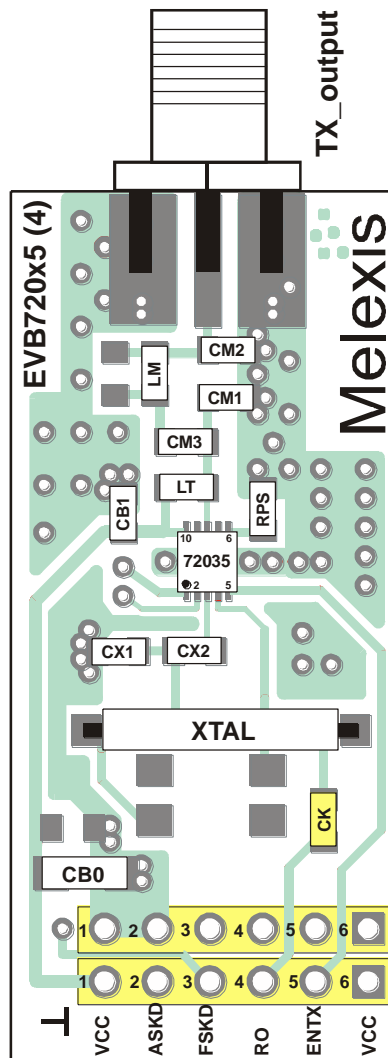 TX_output
EVB720x5 (4)
Melexis
LM
CM2
CM1
CM3
LT
CB1
RPS
10 6
72035
2 5
CX1
CX2
XTAL
CK
CB0
1 2 3 4 5 6
1 2 3 4 5 6
VCC
ASKD
FSKD
RO
ENTX
VCC